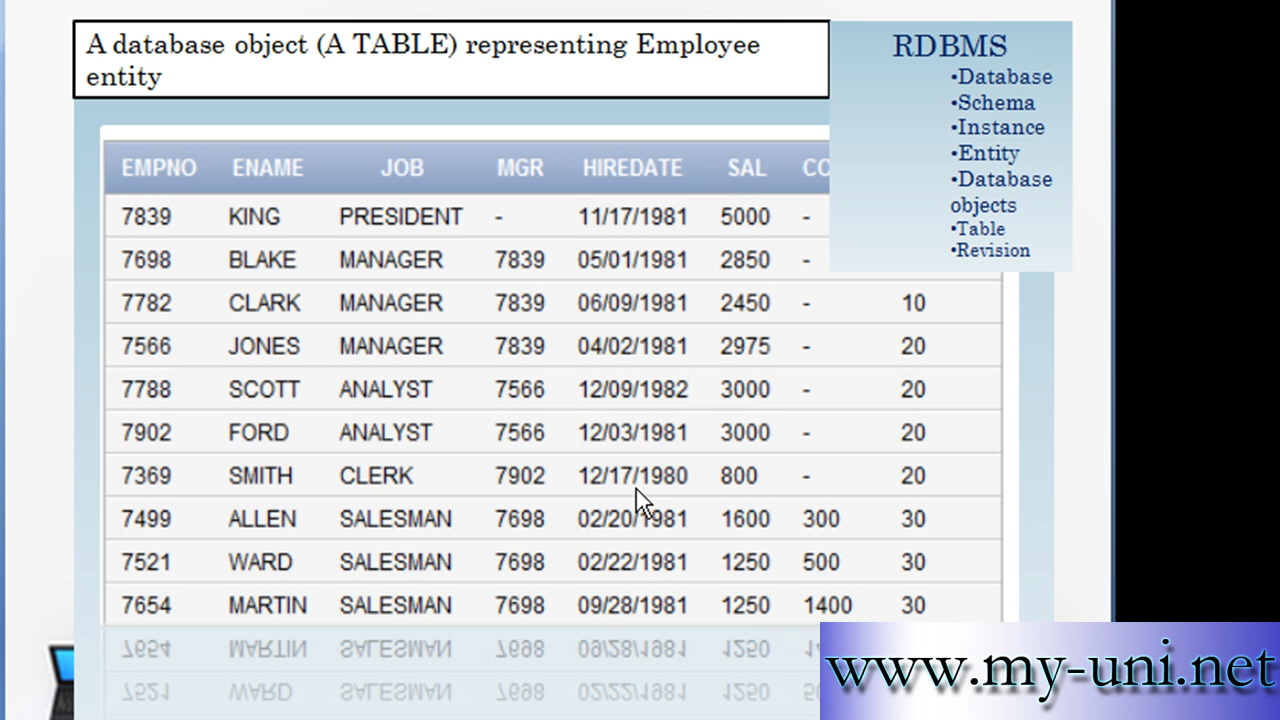 A database object (A TABLE) representing Employee
entity
RDBMS
•Database
•Schema
•Instance
•Entity
•Database
objects
•Table
•Revision
EMPNO ENAME JOB MGR HIREDATE SAL CO
7839 KING PRESIDENT - 11/17/1981 5000 -
7698 BLAKE MANAGER 7839 05/01/1981 2850 -
7782 CLARK MANAGER 7839 06/09/1981 2450 - 10
7566 JONES MANAGER 7839 04/02/1981 2975 - 20
7788 SCOTT ANALYST 7566 12/09/1982 3000 - 20
7902 FORD ANALYST 7566 12/03/1981 3000 - 20
7369 SMITH CLERK 7902 12/17/1980 800 - 20
7499 ALLEN SALESMAN 7698 02/20/1981 1600 300 30
7521 WARD SALESMAN 7698 02/22/1981 1250 500 30
7654 MARTIN SALESMAN 7698 09/28/1981 1250 1400 30
www.my-uni.net